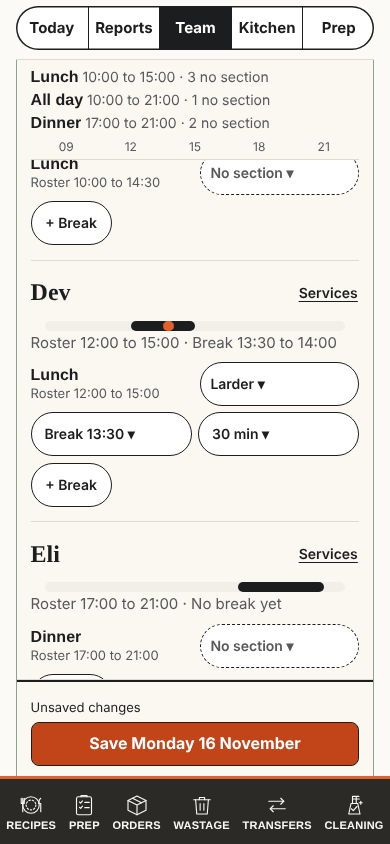 Today Reports Team Kitchen Prep
Lunch 10:00 to 15:00 · 3 no section
All day 10:00 to 21:00 · 1 no section
Dinner 17:00 to 21:00 · 2 no section
09 12 15 18 21
Lunch
Roster 10:00 to 14:30
No section ▾
+ Break
Dev Services
Roster 12:00 to 15:00 · Break 13:30 to 14:00
Lunch
Roster 12:00 to 15:00
Larder ▾
Break 13:30 ▾ 30 min ▾
+ Break
Eli Services
Roster 17:00 to 21:00 · No break yet
Dinner
Roster 17:00 to 21:00
No section ▾
Unsaved changes
Save Monday 16 November
RECIPES PREP ORDERS WASTAGE TRANSFERS CLEANING